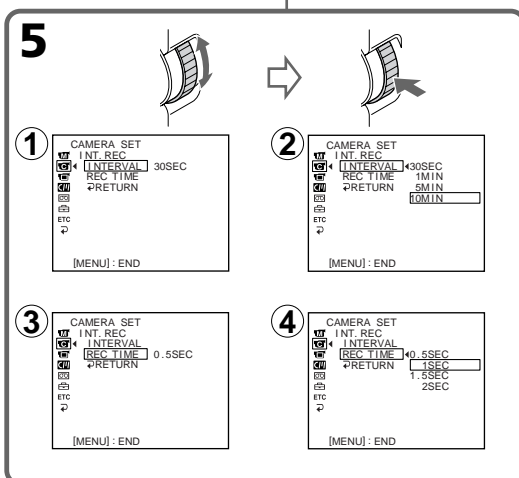 5
1
CAMERA SET
INT. REC
INTERVAL 30SEC
REC TIME
RETURN
ETC
[MENU] : END
2
CAMERA SET
INT. REC
INTERVAL 30SEC
REC TIME 1MIN
RETURN 5MIN
10MIN
ETC
[MENU] : END
3
CAMERA SET
INT. REC
INTERVAL
REC TIME 0.5SEC
RETURN
ETC
[MENU] : END
4
CAMERA SET
INT. REC
INTERVAL
REC TIME 0.5SEC
RETURN 1SEC
1.5SEC
2SEC
ETC
[MENU] : END